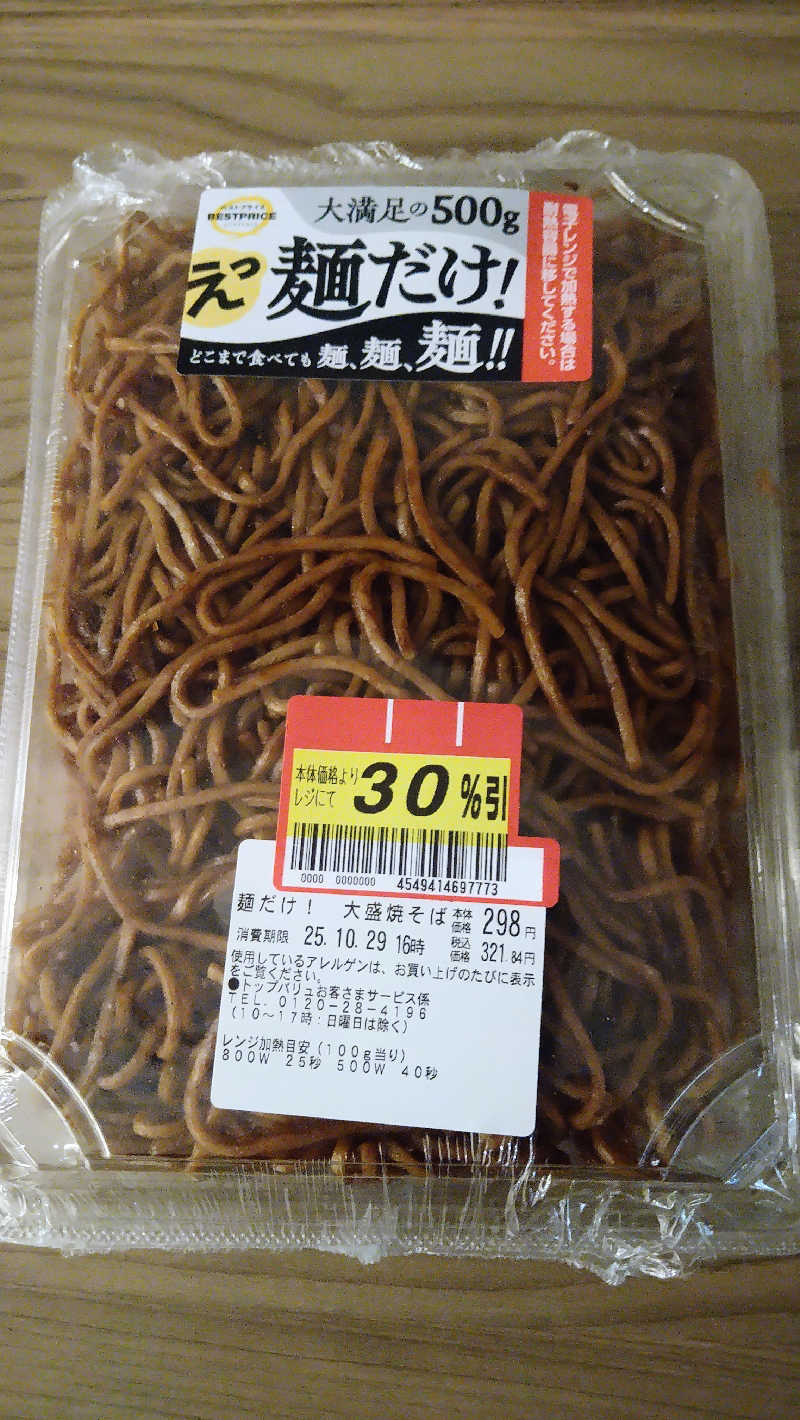 ベストプライス
BESTPRICE
大満足の500g
えっ麺だけ!
どこまで食べても麺、麺、麺!!
電子レンジで加熱する場合は
耐熱容器に移してください。
本体価格より
レジにて
30%引
0000 0000000 4549414697773
麺だけ! 大盛焼そば
本体価格 298円
消費期限 25.10.29 16時
税込価格 321.84円
使用しているアレルゲンは、お買い上げのたびに表示
をご覧ください。
●トップバリュお客さまサービス係
TEL.0120-28-4196
(10~17時:日曜日は除く)
レンジ加熱目安(100g当り)
800W 25秒 500W 40秒